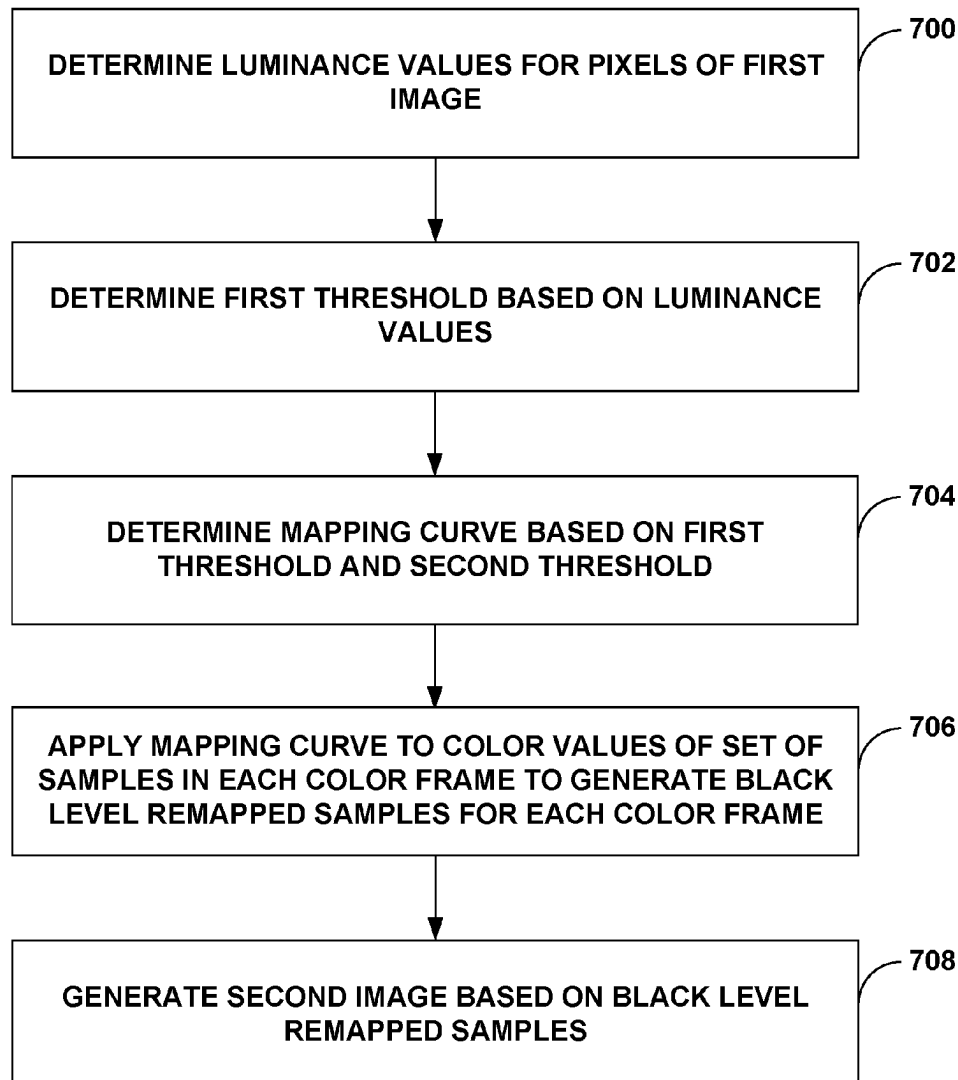 700
DETERMINE LUMINANCE VALUES FOR PIXELS OF FIRST
IMAGE
702
DETERMINE FIRST THRESHOLD BASED ON LUMINANCE
VALUES
704
DETERMINE MAPPING CURVE BASED ON FIRST
THRESHOLD AND SECOND THRESHOLD
706
APPLY MAPPING CURVE TO COLOR VALUES OF SET OF
SAMPLES IN EACH COLOR FRAME TO GENERATE BLACK
LEVEL REMAPPED SAMPLES FOR EACH COLOR FRAME
708
GENERATE SECOND IMAGE BASED ON BLACK LEVEL
REMAPPED SAMPLES